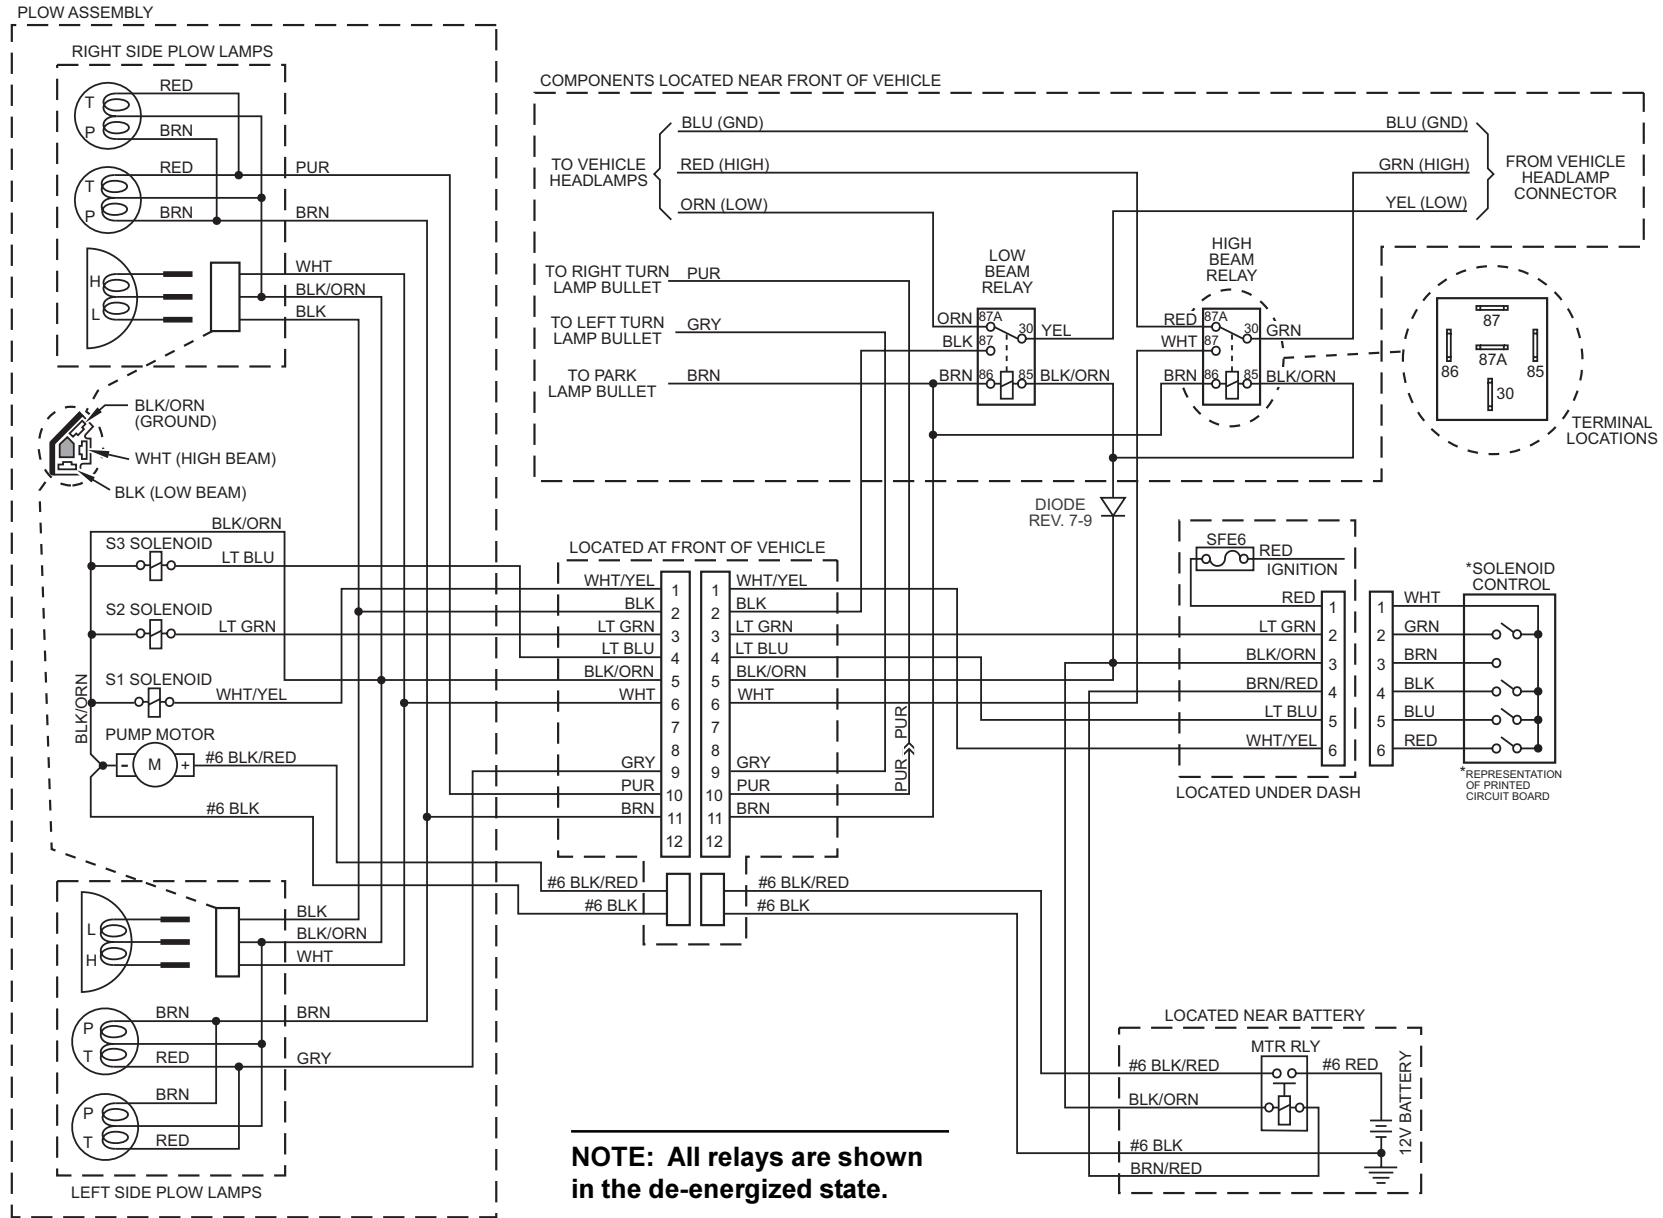 PLOW ASSEMBLY
RIGHT SIDE PLOW LAMPS
T
P
RED
BRN
T
P
RED
BRN
PUR
BRN
H
L
WHT
BLK/ORN
BLK
BLK/ORN
(GROUND)
WHT (HIGH BEAM)
BLK (LOW BEAM)
BLK/ORN
S3 SOLENOID
LT BLU
S2 SOLENOID
LT GRN
S1 SOLENOID
WHT/YEL
BLK/ORN
PUMP MOTOR
- M +
#6 BLK/RED
#6 BLK
L
H
BLK
BLK/ORN
WHT
P
T
BRN
RED
BRN
GRY
P
T
BRN
RED
LEFT SIDE PLOW LAMPS
COMPONENTS LOCATED NEAR FRONT OF VEHICLE
TO VEHICLE
HEADLAMPS
BLU (GND)
RED (HIGH)
ORN (LOW)
BLU (GND)
GRN (HIGH)
YEL (LOW)
FROM VEHICLE
HEADLAMP
CONNECTOR
TO RIGHT TURN
LAMP BULLET
PUR
TO LEFT TURN
LAMP BULLET
GRY
TO PARK
LAMP BULLET
BRN
LOW
BEAM
RELAY
ORN 87A 30 YEL
BLK 87
BRN 86 85 BLK/ORN
HIGH
BEAM
RELAY
RED 87A 30 GRN
WHT 87
BRN 86 85 BLK/ORN
87
86 87A 85
30
TERMINAL
LOCATIONS
DIODE
REV. 7-9
LOCATED AT FRONT OF VEHICLE
WHT/YEL 1 1 WHT/YEL
BLK 2 2 BLK
LT GRN 3 3 LT GRN
LT BLU 4 4 LT BLU
BLK/ORN 5 5 BLK/ORN
WHT 6 6 WHT
7 7
8 8
GRY 9 9 GRY
PUR 10 10 PUR
BRN 11 11 BRN
12 12
PUR PUR
#6 BLK/RED #6 BLK/RED
#6 BLK #6 BLK
SFE6
RED
IGNITION
RED 1
LT GRN 2
BLK/ORN 3
BRN/RED 4
LT BLU 5
WHT/YEL 6
LOCATED UNDER DASH
*SOLENOID
CONTROL
1 WHT
2 GRN
3 BRN
4 BLK
5 BLU
6 RED
*REPRESENTATION
OF PRINTED
CIRCUIT BOARD
LOCATED NEAR BATTERY
MTR RLY
#6 BLK/RED
#6 RED
BLK/ORN
#6 BLK
BRN/RED
12V BATTERY
NOTE: All relays are shown
in the de-energized state.